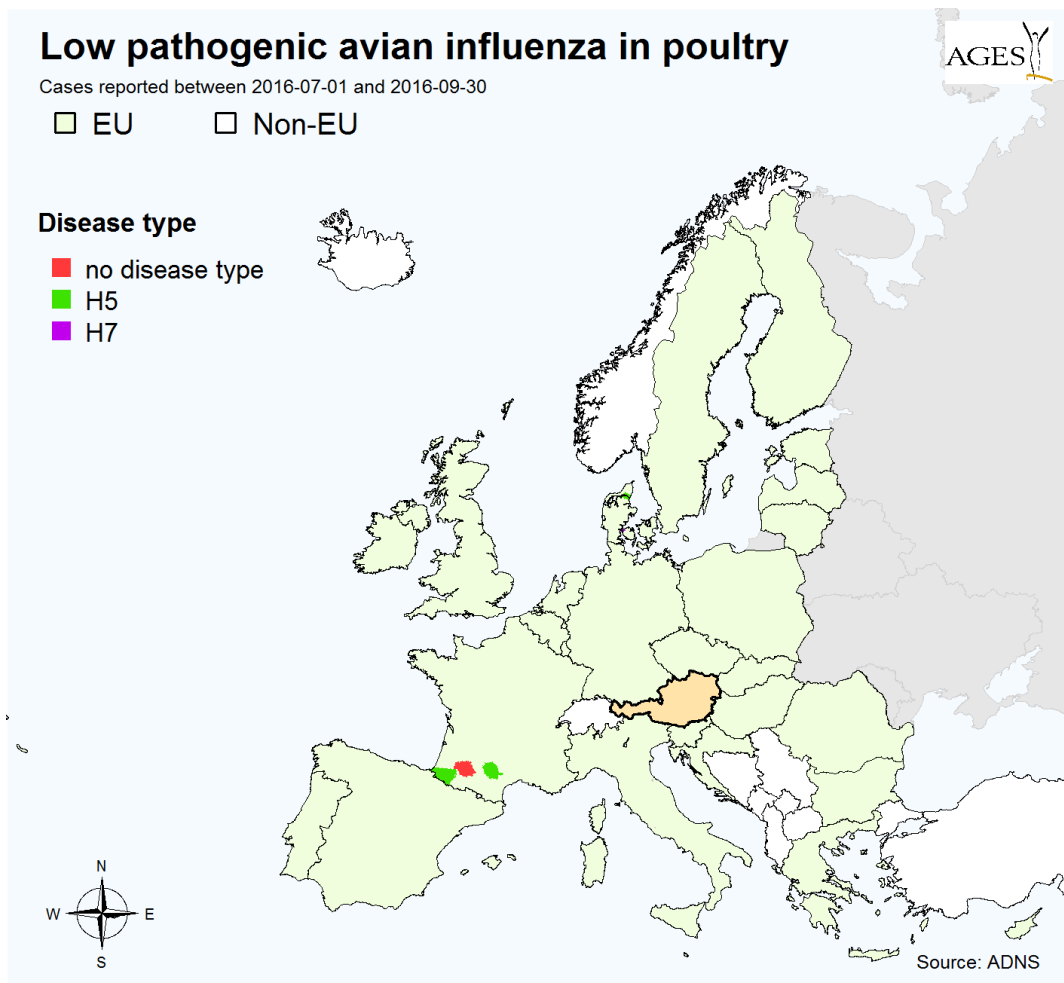 Low pathogenic avian influenza in poultry
Cases reported between 2016-07-01 and 2016-09-30
EU Non-EU
AGES
Disease type
no disease type
H5
H7
N
W E
S
Source: ADNS